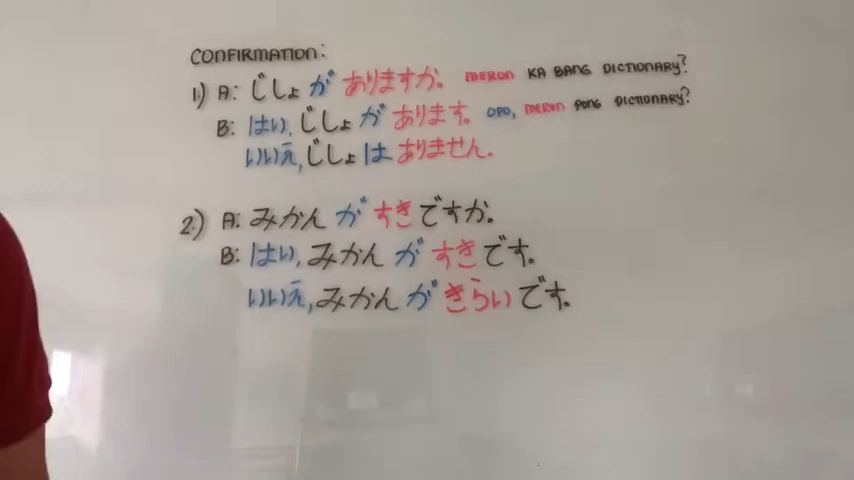 CONFIRMATION:
1) A: じしょ が ありますか。 MERON KA BANG DICTIONARY?
B: はい, じしょ が あります。 OPO, MERON PONG DICTIONARY?
いいえ, じしょ は ありません。
2.) A: みかん が すき ですか。
B: はい, みかん が すき です。
いいえ, みかん が きらい です。